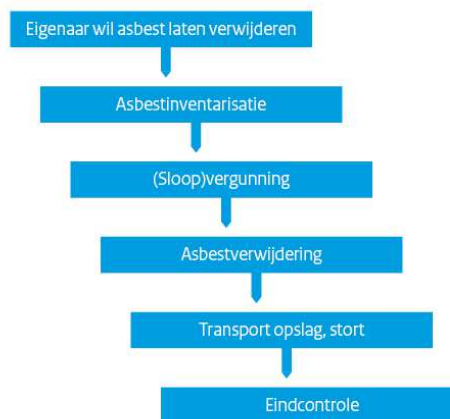 Eigenaar wil asbest laten verwijderen
Asbestinventarisatie
(Sloop)vergunning
Asbestverwijdering
Transport opslag, stort
Eindcontrole